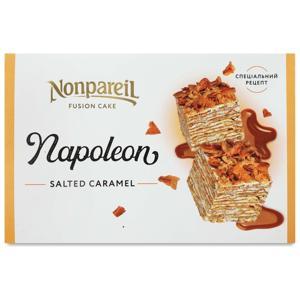 Nonpareil
FUSION CAKE
СПЕЦІАЛЬНИЙ
РЕЦЕПТ
Napoleon
SALTED CARAMEL